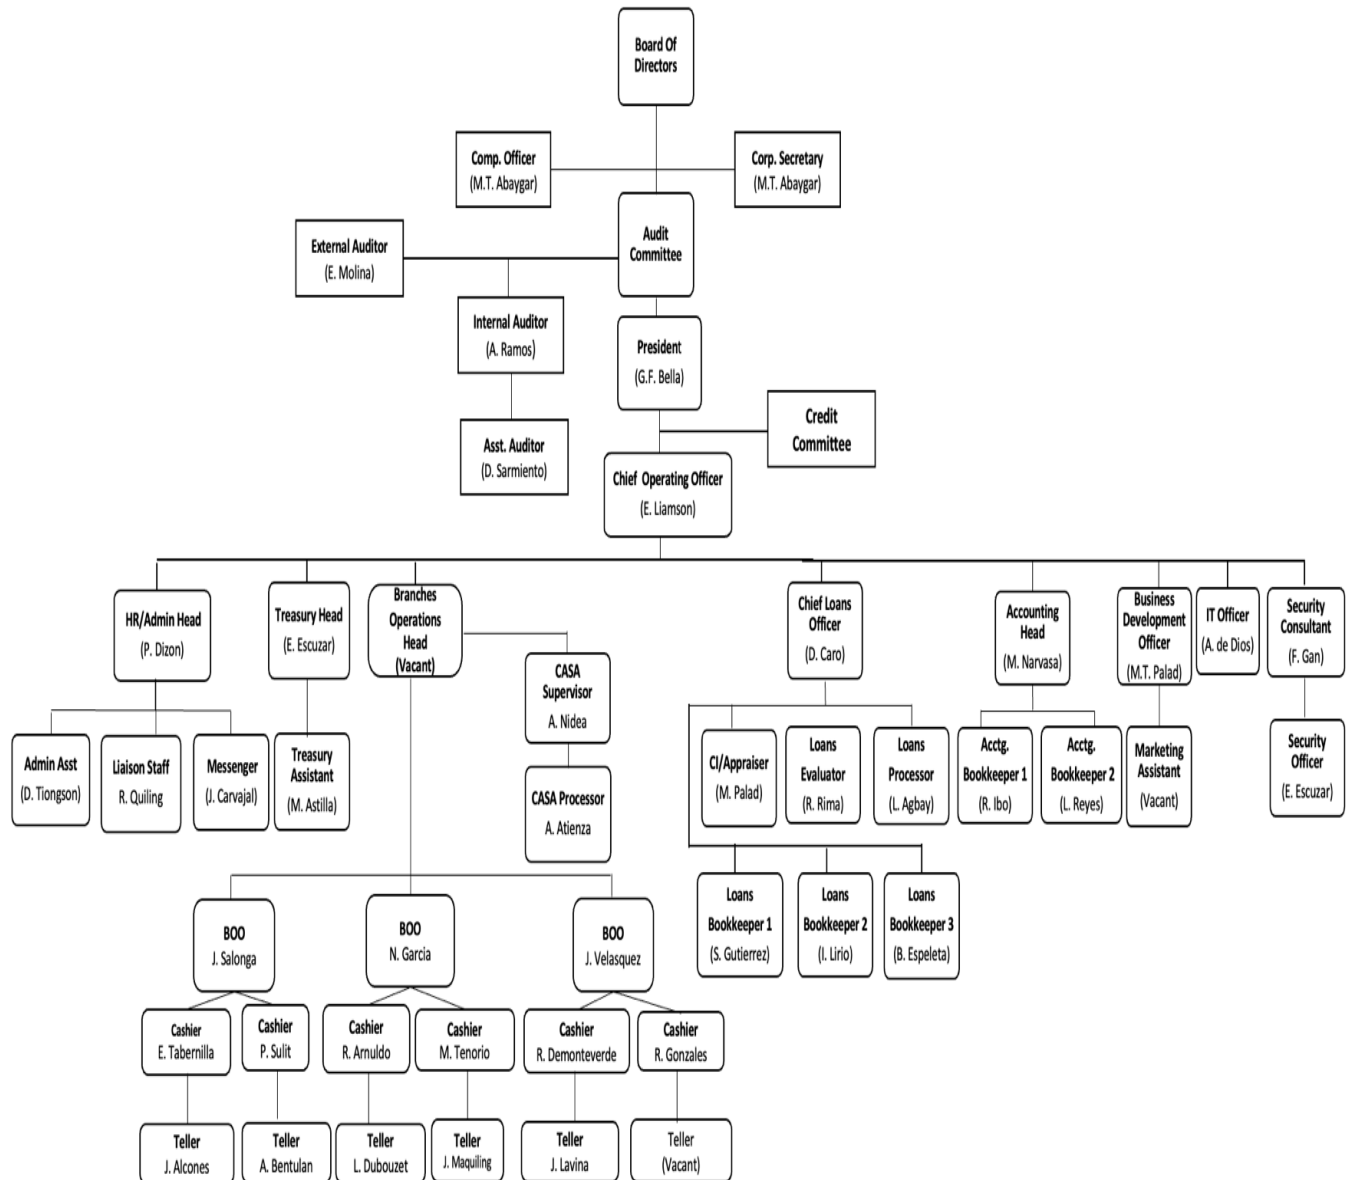 Board Of
Directors
Comp. Officer
(M.T. Abaygar)
Corp. Secretary
(M.T. Abaygar)
Audit
Committee
External Auditor
(E. Molina)
Internal Auditor
(A. Ramos)
President
(G.F. Bella)
Credit
Committee
Asst. Auditor
(D. Sarmiento)
Chief Operating Officer
(E. Liamson)
HR/Admin Head
(P. Dizon)
Treasury Head
(E. Escuzar)
Branches
Operations
Head
(Vacant)
Chief Loans
Officer
(D. Caro)
Accounting
Head
(M. Narvasa)
Business
Development
Officer
(M.T. Palad)
IT Officer
(A. de Dios)
Security
Consultant
(F. Gan)
CASA
Supervisor
A. Nidea
Admin Asst
(D. Tiongson)
Liaison Staff
R. Quiling
Messenger
(J. Carvajal)
Treasury
Assistant
(M. Astilla)
CASA Processor
A. Atienza
CI/Appraiser
(M. Palad)
Loans
Evaluator
(R. Rima)
Loans
Processor
(L. Agbay)
Acctg.
Bookkeeper 1
(R. Ibo)
Acctg.
Bookkeeper 2
(L. Reyes)
Marketing
Assistant
(Vacant)
Security
Officer
(E. Escuzar)
Loans
Bookkeeper 1
(S. Gutierrez)
Loans
Bookkeeper 2
(I. Lirio)
Loans
Bookkeeper 3
(B. Espeleta)
BOO
J. Salonga
BOO
N. Garcia
BOO
J. Velasquez
Cashier
E. Tabernilla
Cashier
P. Sulit
Cashier
R. Arnuldo
Cashier
M. Tenorio
Cashier
R. Demonteverde
Cashier
R. Gonzales
Teller
J. Alcones
Teller
A. Bentulan
Teller
L. Dubouzet
Teller
J. Maquiling
Teller
J. Lavina
Teller
(Vacant)